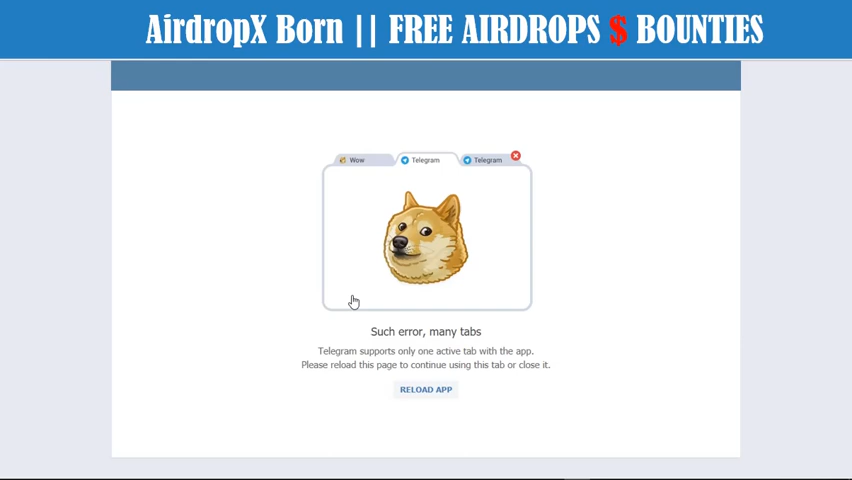 AirdropX Born || FREE AIRDROPS $ BOUNTIES
Wow
Telegram
Telegram
Such error, many tabs
Telegram supports only one active tab with the app.
Please reload this page to continue using this tab or close it.
RELOAD APP